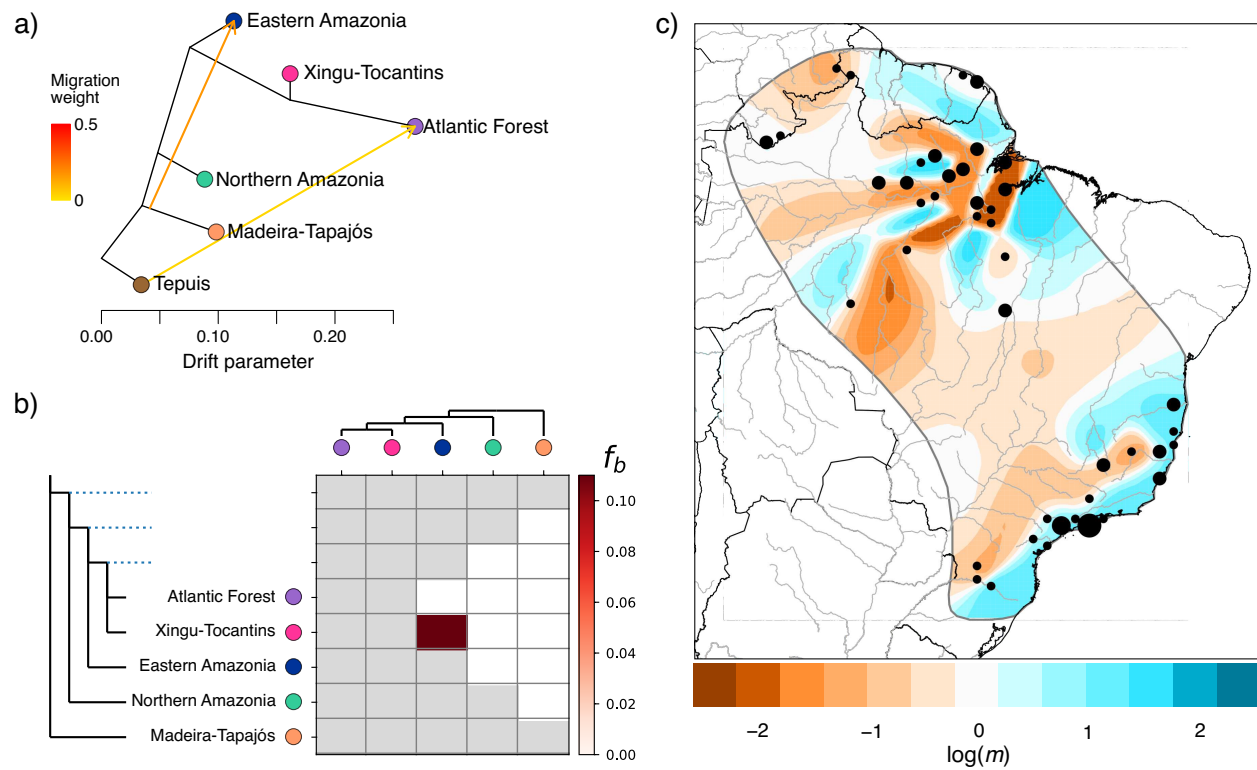 a)
Eastern Amazonia
Migration
weight
0.5
0
Xingu-Tocantins
Atlantic Forest
Northern Amazonia
Madeira-Tapajós
Tepuis
0.00
0.10
0.20
Drift parameter
b)
f_b
0.10
0.08
0.06
0.04
0.02
0.00
Atlantic Forest
Xingu-Tocantins
Eastern Amazonia
Northern Amazonia
Madeira-Tapajós
c)
−2
−1
0
1
2
log(m)